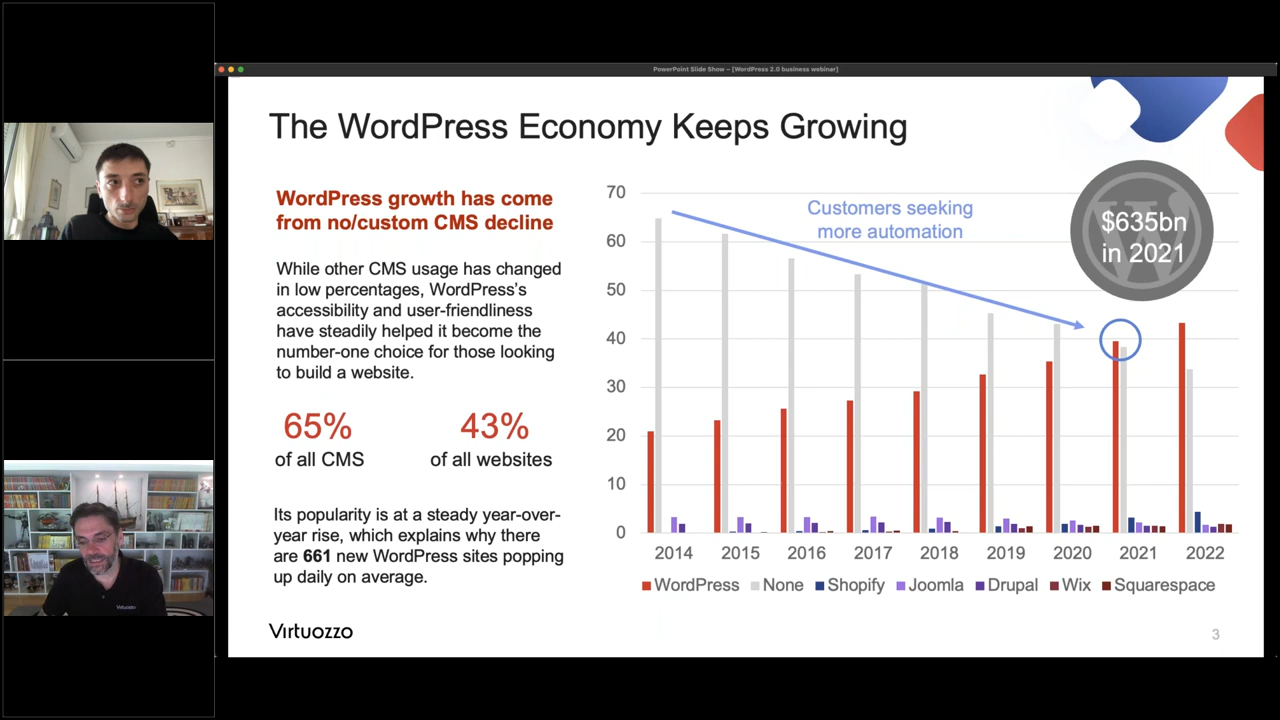 PowerPoint Slide Show – [WordPress 2.0 business webinar]
The WordPress Economy Keeps Growing
WordPress growth has come
from no/custom CMS decline
While other CMS usage has changed
in low percentages, WordPress's
accessibility and user-friendliness
have steadily helped it become the
number-one choice for those looking
to build a website.
65%
of all CMS
43%
of all websites
Its popularity is at a steady year-over-
year rise, which explains why there
are 661 new WordPress sites popping
up daily on average.
Customers seeking
more automation
$635bn
in 2021
70
60
50
40
30
20
10
0
2014 2015 2016 2017 2018 2019 2020 2021 2022
WordPress None Shopify Joomla Drupal Wix Squarespace
Virtuozzo
3
Virtuozzo